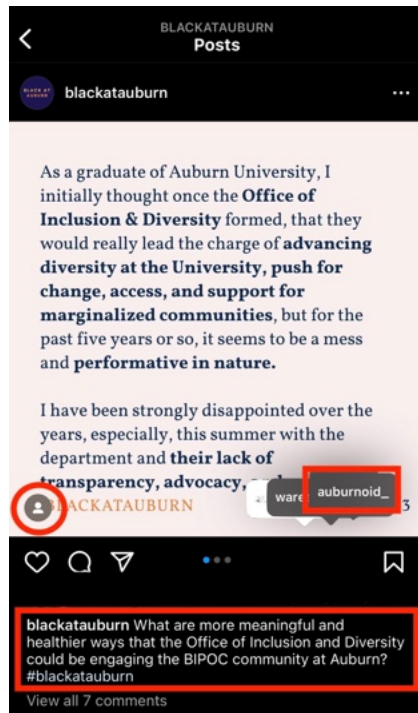 BLACKATAUBURN
Posts
BLACK AT
AUBURN
blackatauburn
As a graduate of Auburn University, I
initially thought once the Office of
Inclusion & Diversity formed, that they
would really lead the charge of advancing
diversity at the University, push for
change, access, and support for
marginalized communities, but for the
past five years or so, it seems to be a mess
and performative in nature.
I have been strongly disappointed over the
years, especially, this summer with the
department and their lack of
transparency, advocacy,
BLACKATAUBURN
ware
auburnoid_
3
blackatauburn What are more meaningful and
healthier ways that the Office of Inclusion and Diversity
could be engaging the BIPOC community at Auburn?
#blackatauburn
View all 7 comments